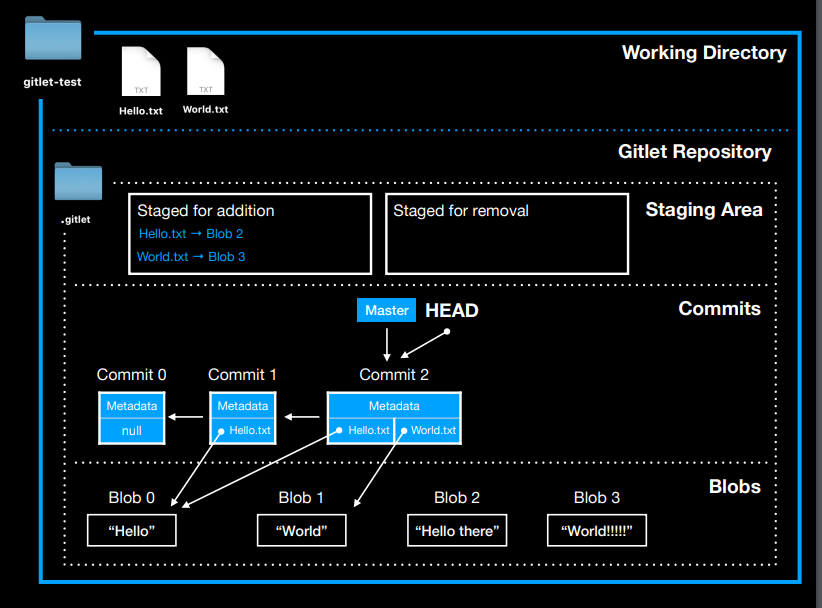 gitlet-test
Working Directory
TXT
TXT
Hello.txt
World.txt
Gitlet Repository
.gitlet
Staging Area
Staged for addition
Hello.txt → Blob 2
World.txt → Blob 3
Staged for removal
Commits
Master
HEAD
Commit 0
Commit 1
Commit 2
Metadata
null
Metadata
Hello.txt
Metadata
Hello.txt
World.txt
Blobs
Blob 0
Blob 1
Blob 2
Blob 3
“Hello”
“World”
“Hello there”
“World!!!!!”